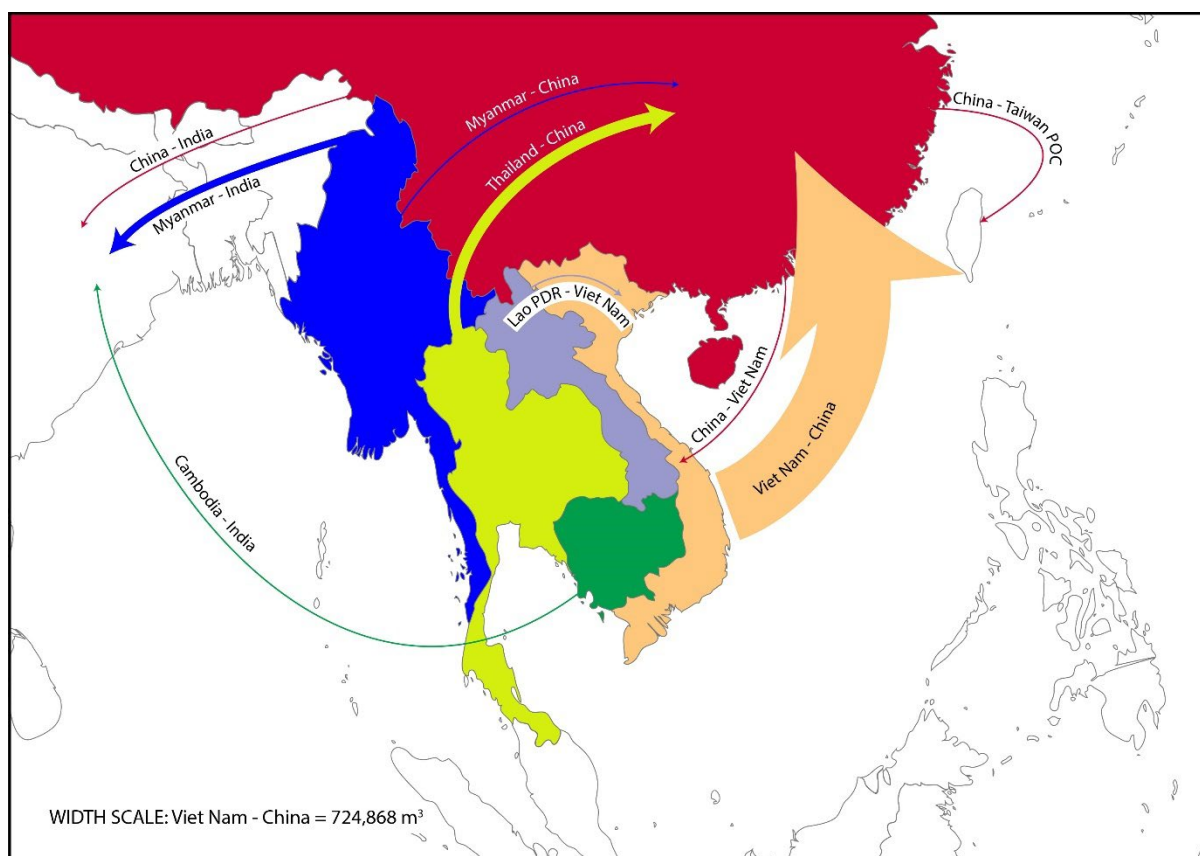 Myanmar - China
China - India
Thailand - China
China - Taiwan POC
Myanmar - India
Lao PDR - Viet Nam
China - Viet Nam
Viet Nam - China
Cambodia - India
WIDTH SCALE: Viet Nam - China = 724,868 m³